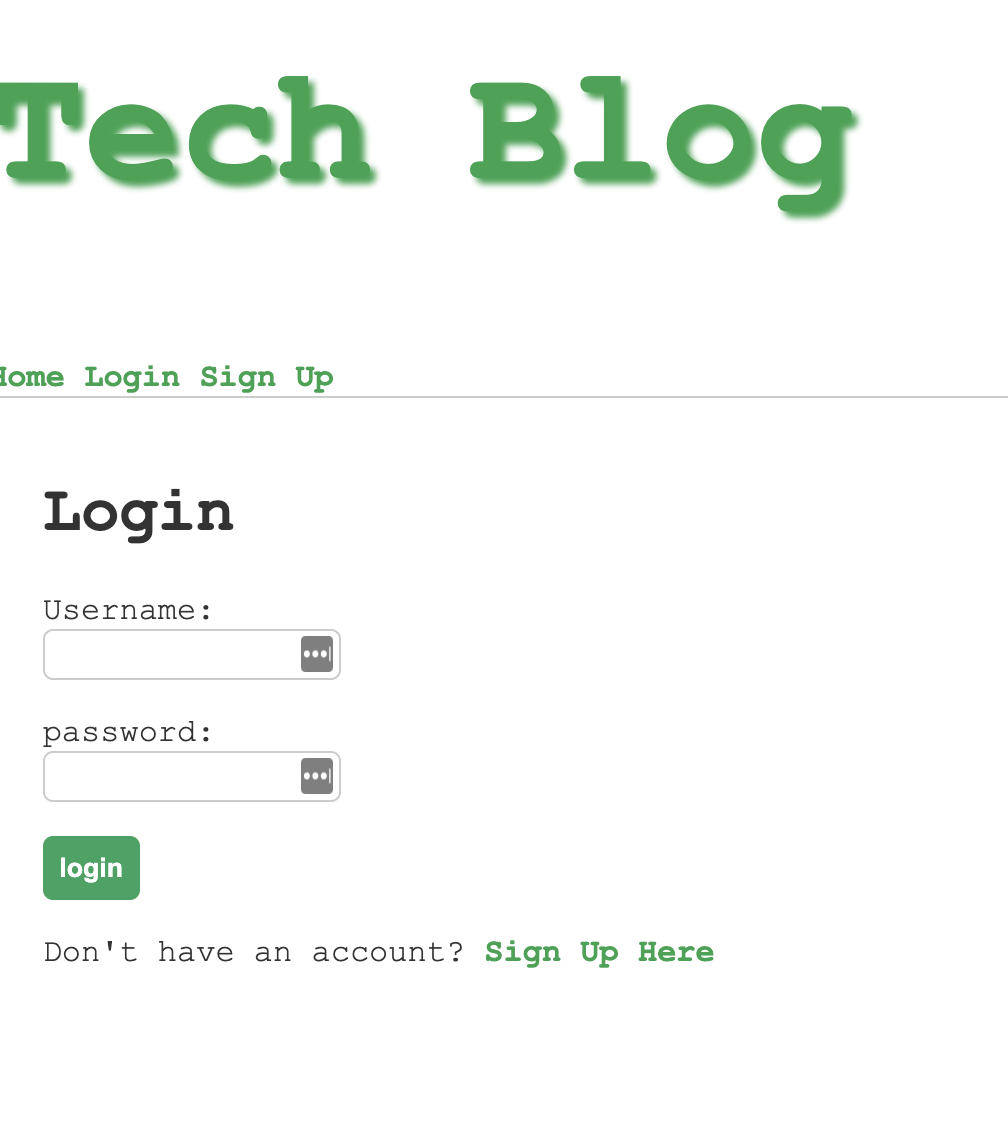 Tech Blog
Home Login Sign Up
Login
Username:
password:
login
Don't have an account? Sign Up Here